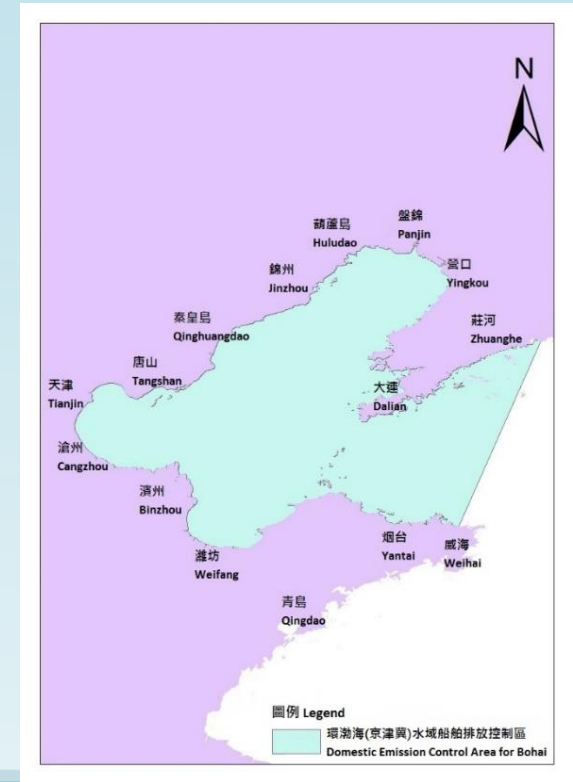 N
盤錦
Panjin
葫蘆島
Huludao
營口
Yingkou
錦州
Jinzhou
莊河
Zhuanghe
秦皇島
Qinghuangdao
唐山
Tangshan
天津
Tianjin
大連
Dalian
滄州
Cangzhou
濱州
Binzhou
烟台
Yantai
威海
Weihai
濰坊
Weifang
青島
Qingdao
圖例 Legend
環渤海(京津冀)水域船舶排放控制區
Domestic Emission Control Area for Bohai